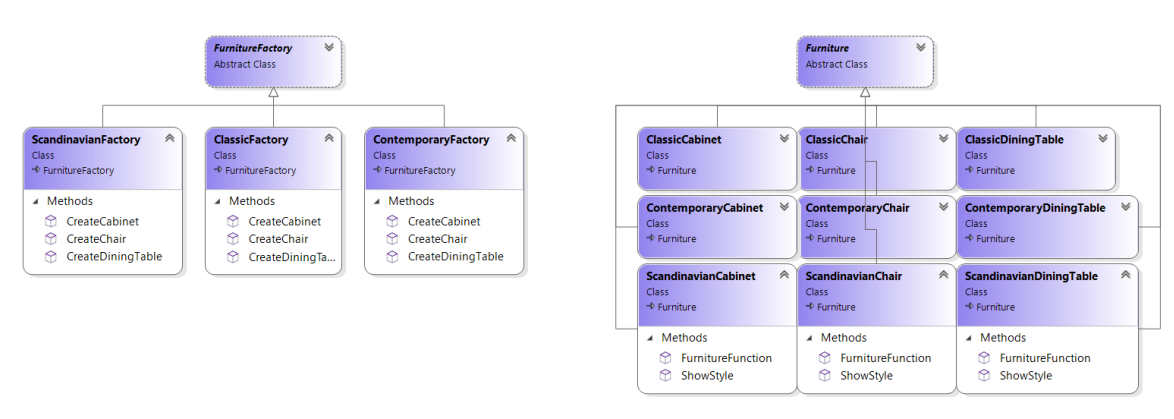 FurnitureFactory
Abstract Class
ScandinavianFactory
Class
FurnitureFactory
Methods
CreateCabinet
CreateChair
CreateDiningTable
ClassicFactory
Class
FurnitureFactory
Methods
CreateCabinet
CreateChair
CreateDiningTa...
ContemporaryFactory
Class
FurnitureFactory
Methods
CreateCabinet
CreateChair
CreateDiningTable
Furniture
Abstract Class
ClassicCabinet
Class
Furniture
ClassicChair
Class
Furniture
ClassicDiningTable
Class
Furniture
ContemporaryCabinet
Class
Furniture
ContemporaryChair
Class
Furniture
ContemporaryDiningTable
Class
Furniture
ScandinavianCabinet
Class
Furniture
Methods
FurnitureFunction
ShowStyle
ScandinavianChair
Class
Furniture
Methods
FurnitureFunction
ShowStyle
ScandinavianDiningTable
Class
Furniture
Methods
FurnitureFunction
ShowStyle